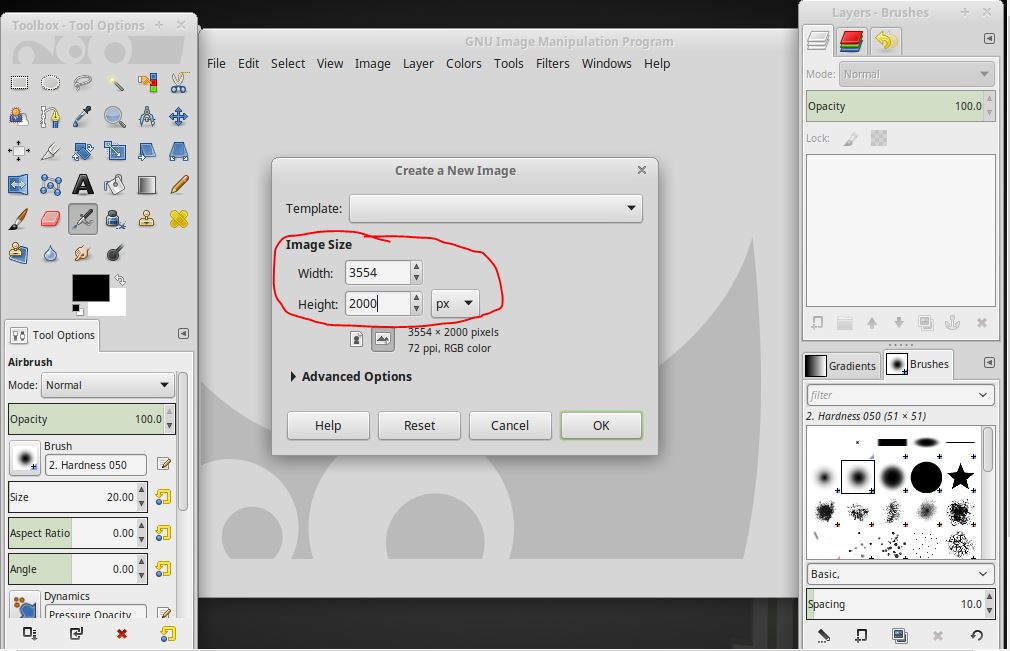 Toolbox - Tool Options
Tool Options
Airbrush
Mode: Normal
Opacity 100.0
Brush
2. Hardness 050
Size 20.00
Aspect Ratio 0.00
Angle 0.00
Dynamics
Pressure Opacity
GNU Image Manipulation Program
File Edit Select View Image Layer Colors Tools Filters Windows Help
Create a New Image
Template:
Image Size
Width: 3554
Height: 2000 px
3554 × 2000 pixels
72 ppi, RGB color
Advanced Options
Help Reset Cancel OK
Layers - Brushes
Mode: Normal
Opacity 100.0
Lock:
Gradients Brushes
filter
2. Hardness 050 (51 × 51)
Basic,
Spacing 10.0